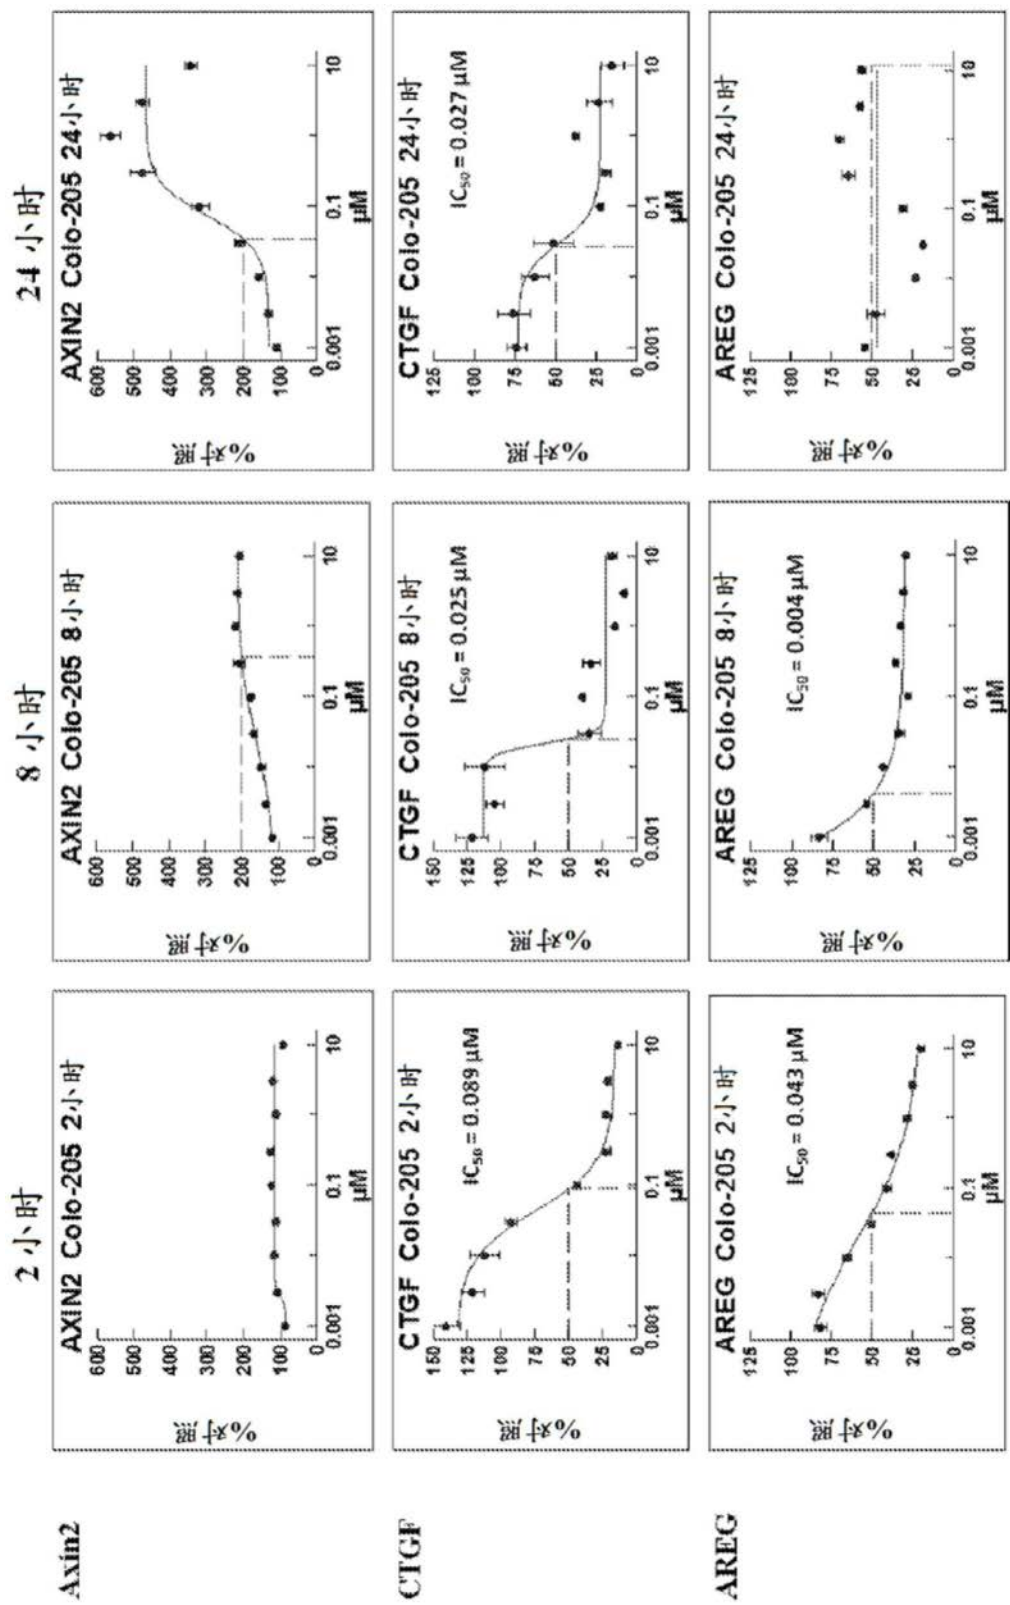 2 小时
8 小时
24 小时
Axin2
AXIN2 Colo-205 2小时
%对照
600
500
400
300
200
100
0
0.001 0.1 10
µM
AXIN2 Colo-205 8小时
%对照
600
500
400
300
200
100
0
0.001 0.1 10
µM
AXIN2 Colo-205 24小时
%对照
600
500
400
300
200
100
0
0.001 0.1 10
µM
CTGF
CTGF Colo-205 2小时
IC50 = 0.089 µM
%对照
150
125
100
75
50
25
0
0.001 0.1 10
µM
CTGF Colo-205 8小时
IC50 = 0.025 µM
%对照
150
125
100
75
50
25
0
0.001 0.1 10
µM
CTGF Colo-205 24小时
IC50 = 0.027 µM
%对照
125
100
75
50
25
0
0.001 0.1 10
µM
AREG
AREG Colo-205 2小时
IC50 = 0.043 µM
%对照
125
100
75
50
25
0
0.001 0.1 10
µM
AREG Colo-205 8小时
IC50 = 0.004 µM
%对照
125
100
75
50
25
0
0.001 0.1 10
µM
AREG Colo-205 24小时
%对照
125
100
75
50
25
0
0.001 0.1 10
µM